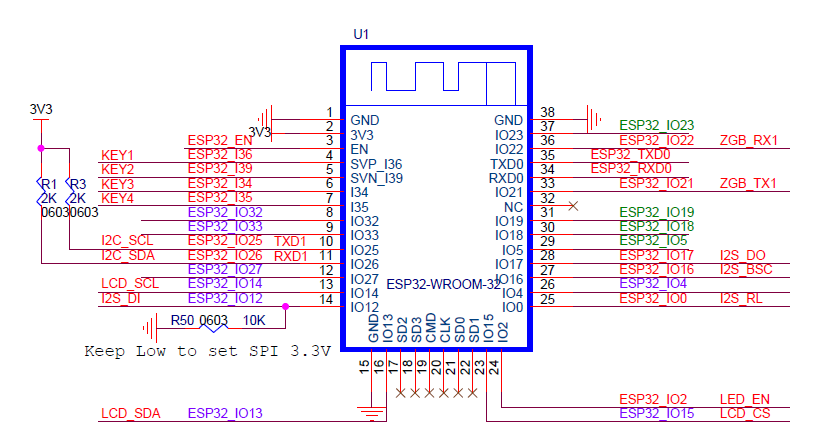 U1
3V3
1 GND GND 38
3V3 2 3V3 IO23 37 ESP32_IO23
ESP32_EN 3 EN IO22 36 ESP32_IO22 ZGB_RX1
KEY1 ESP32_I36 4 SVP_I36 TXD0 35 ESP32_TXD0
KEY2 ESP32_I39 5 SVN_I39 RXD0 34 ESP32_RXD0
R1 R3 KEY3 ESP32_I34 6 I34 IO21 33 ESP32_IO21 ZGB_TX1
2K 2K KEY4 ESP32_I35 7 I35 NC 32
0603 0603 ESP32_IO32 8 IO32 IO19 31 ESP32_IO19
ESP32_IO33 9 IO33 IO18 30 ESP32_IO18
I2C_SCL ESP32_IO25 TXD1 10 IO25 IO5 29 ESP32_IO5
I2C_SDA ESP32_IO26 RXD1 11 IO26 IO17 28 ESP32_IO17 I2S_DO
ESP32_IO27 12 IO27 IO16 27 ESP32_IO16 I2S_BSC
LCD_SCL ESP32_IO14 13 IO14 IO4 26 ESP32_IO4
I2S_DI ESP32_IO12 14 IO12 IO0 25 ESP32_IO0 I2S_RL
ESP32-WROOM-32
R50 0603 10K
Keep Low to set SPI 3.3V
GND IO13 SD2 SD3 CMD CLK SD0 SD1 IO15 IO2
15 16 17 18 19 20 21 22 23 24
ESP32_IO2 LED_EN
LCD_SDA ESP32_IO13 ESP32_IO15 LCD_CS